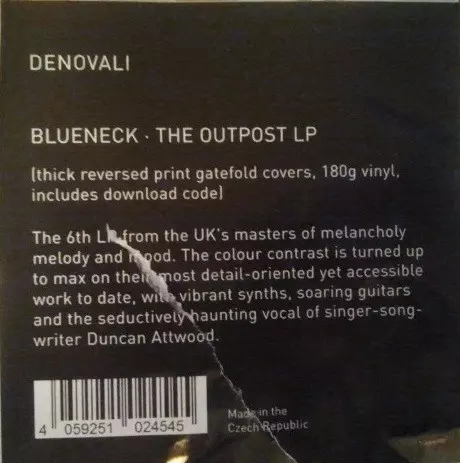 DENOVALI
BLUENECK · THE OUTPOST LP
(thick reversed print gatefold covers, 180g vinyl,
includes download code)
The 6th LP from the UK's masters of melancholy
melody and mood. The colour contrast is turned up
to max on their most detail-oriented yet accessible
work to date, with vibrant synths, soaring guitars
and the seductively haunting vocal of singer-song-
writer Duncan Attwood.
4 059251 024545
Made in the
Czech Republic